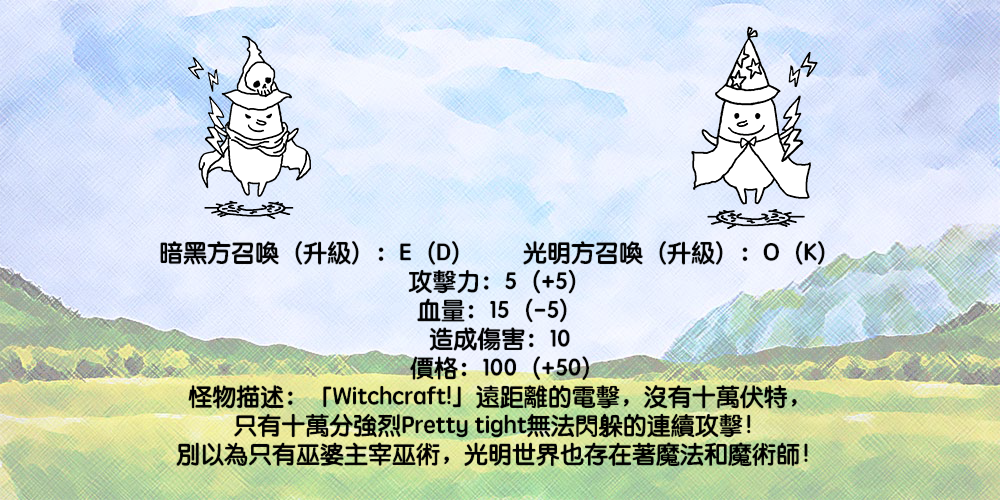 暗黑方召喚（升級）：E（D） 光明方召喚（升級）：O（K）
攻擊力：5（+5）
血量：15（-5）
造成傷害：10
價格：100（+50）
怪物描述：「Witchcraft!」遠距離的電擊，沒有十萬伏特，
只有十萬分強烈Pretty tight無法閃躲的連續攻擊！
別以為只有巫婆主宰巫術，光明世界也存在著魔法和魔術師！